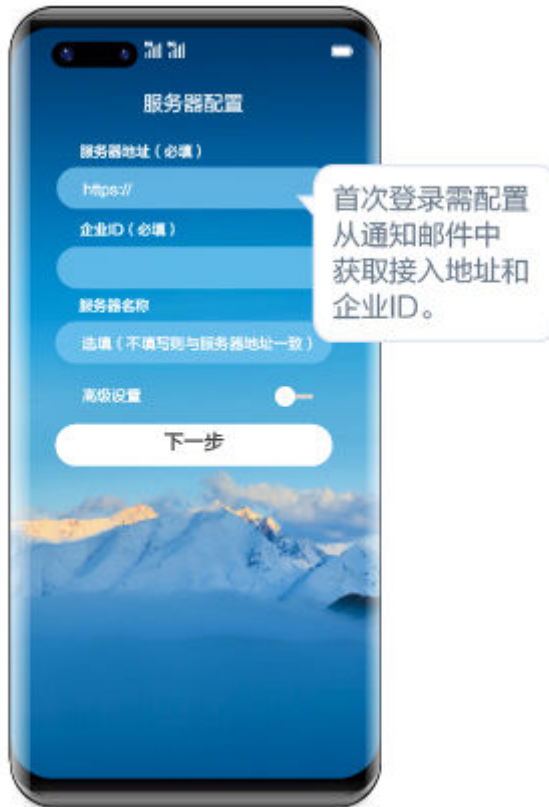 服务器配置
服务器地址（必填）
https://
企业ID（必填）
服务器名称
选填（不填写则与服务器地址一致）
高级设置
下一步
首次登录需配置
从通知邮件中
获取接入地址和
企业ID。